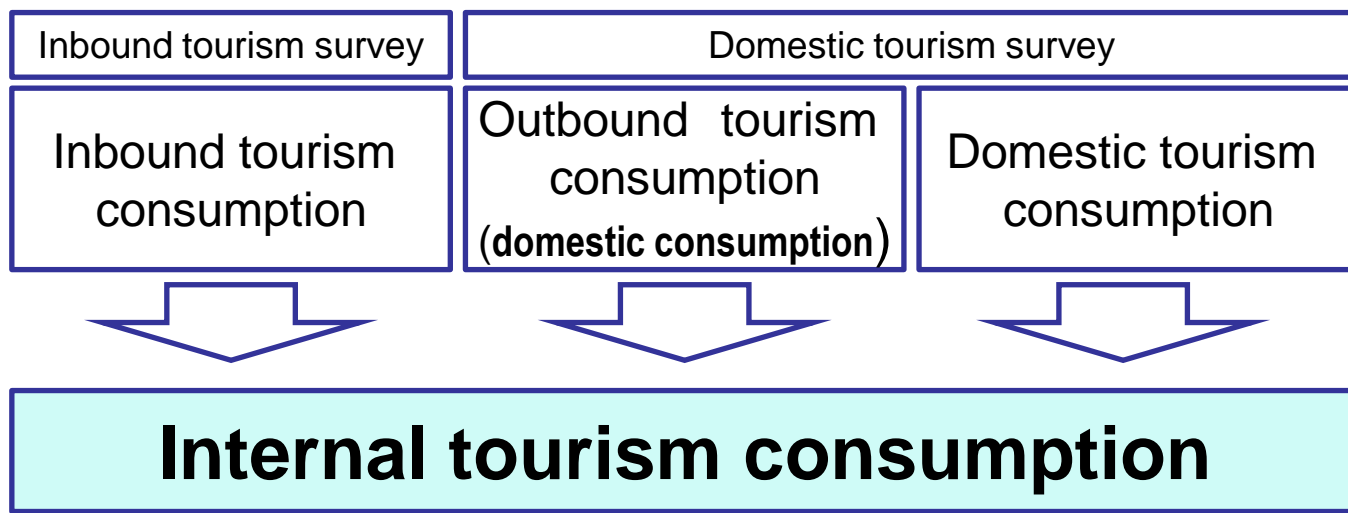 Inbound tourism survey
Domestic tourism survey
Inbound tourism
consumption
Outbound tourism
consumption
(domestic consumption)
Domestic tourism
consumption
Internal tourism consumption